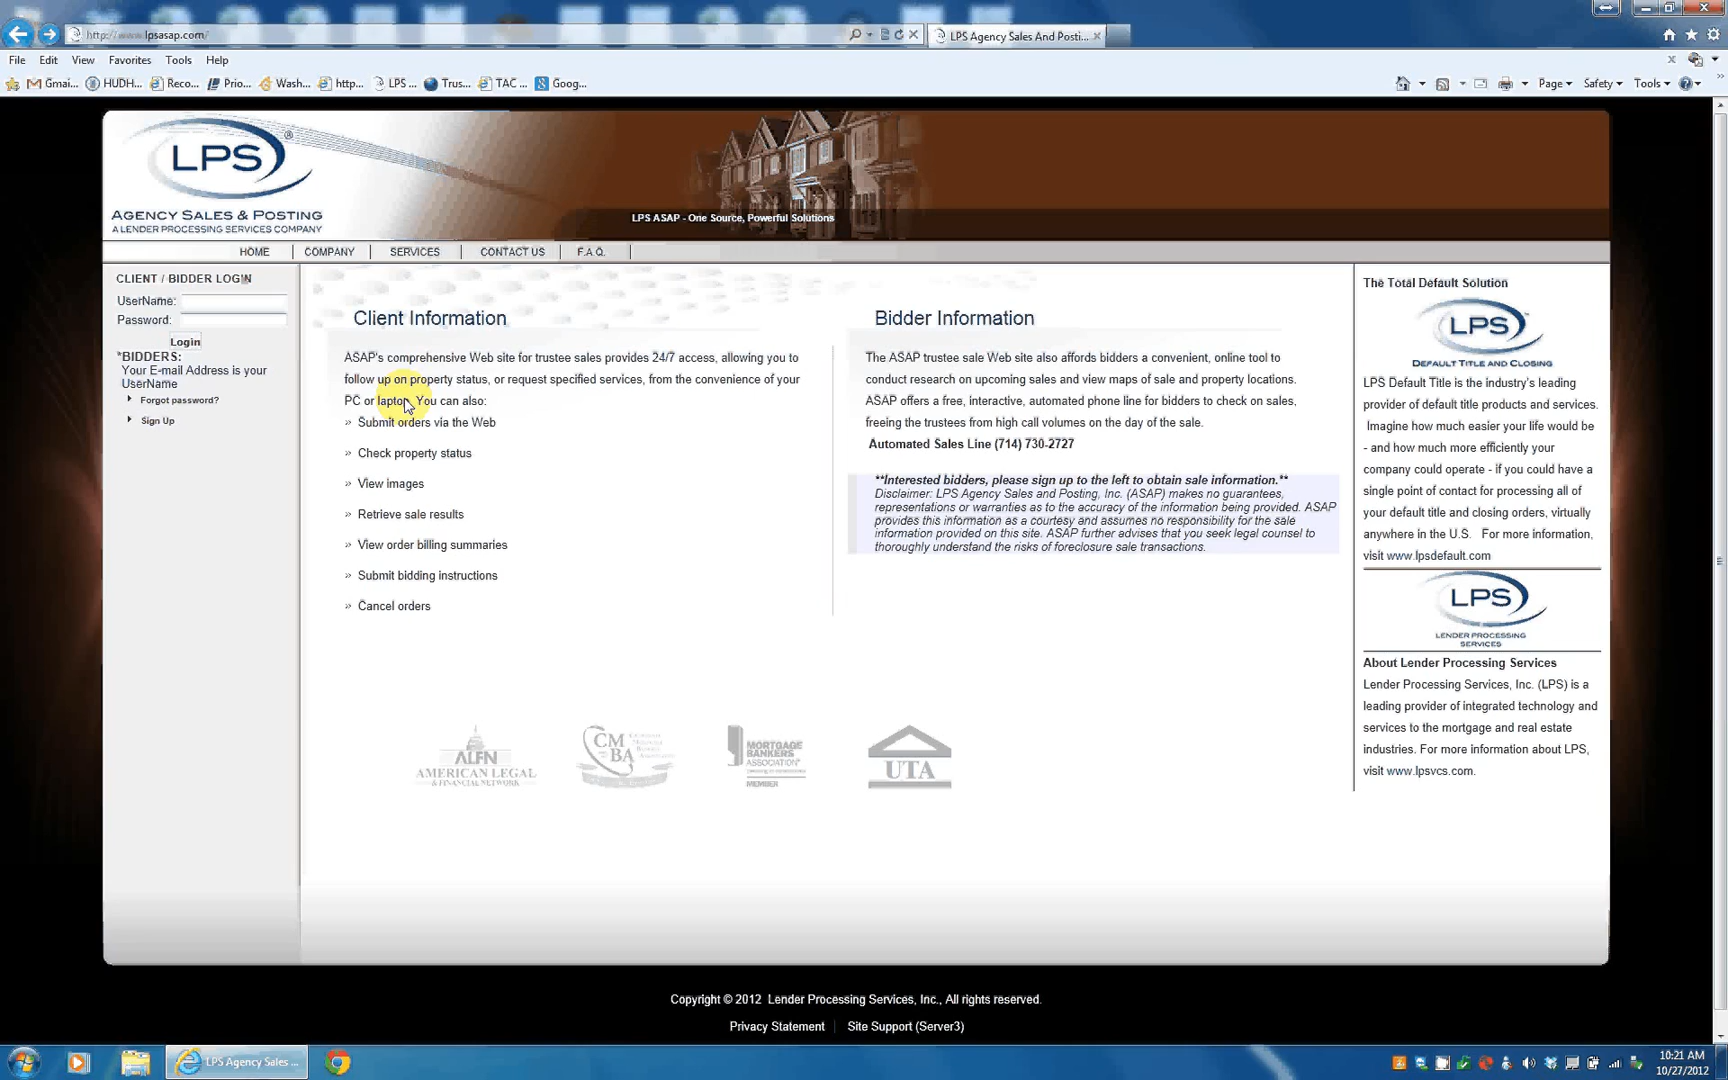 http://www.lpsasap.com/
LPS Agency Sales And Posti...
File Edit View Favorites Tools Help
Gmai... HUDH... Reco... Prio... Wash... http... LPS ... Trus... TAC ... Goog...
Page Safety Tools
LPS®
AGENCY SALES & POSTING
A LENDER PROCESSING SERVICES COMPANY
LPS ASAP - One Source, Powerful Solutions
HOME COMPANY SERVICES CONTACT US F.A.Q.
CLIENT / BIDDER LOGIN
UserName:
Password:
Login
*BIDDERS:
Your E-mail Address is your
UserName
Forgot password?
Sign Up
Client Information
ASAP's comprehensive Web site for trustee sales provides 24/7 access, allowing you to
follow up on property status, or request specified services, from the convenience of your
PC or laptop. You can also:
» Submit orders via the Web
» Check property status
» View images
» Retrieve sale results
» View order billing summaries
» Submit bidding instructions
» Cancel orders
Bidder Information
The ASAP trustee sale Web site also affords bidders a convenient, online tool to
conduct research on upcoming sales and view maps of sale and property locations.
ASAP offers a free, interactive, automated phone line for bidders to check on sales,
freeing the trustees from high call volumes on the day of the sale.
Automated Sales Line (714) 730-2727
**Interested bidders, please sign up to the left to obtain sale information.**
Disclaimer: LPS Agency Sales and Posting, Inc. (ASAP) makes no guarantees,
representations or warranties as to the accuracy of the information being provided. ASAP
provides this information as a courtesy and assumes no responsibility for the sale
information provided on this site. ASAP further advises that you seek legal counsel to
thoroughly understand the risks of foreclosure sale transactions.
The Total Default Solution
LPS
DEFAULT TITLE AND CLOSING
LPS Default Title is the industry's leading
provider of default title products and services.
Imagine how much easier your life would be
- and how much more efficiently your
company could operate - if you could have a
single point of contact for processing all of
your default title and closing orders, virtually
anywhere in the U.S. For more information,
visit www.lpsdefault.com
LPS
LENDER PROCESSING
SERVICES
About Lender Processing Services
Lender Processing Services, Inc. (LPS) is a
leading provider of integrated technology and
services to the mortgage and real estate
industries. For more information about LPS,
visit www.lpsvcs.com.
ALFN
AMERICAN LEGAL
& FINANCIAL NETWORK
CM
BA
MORTGAGE
BANKERS
ASSOCIATION
MEMBER
UTA
Copyright © 2012 Lender Processing Services, Inc., All rights reserved.
Privacy Statement Site Support (Server3)
LPS Agency Sales ...
10:21 AM
10/27/2012